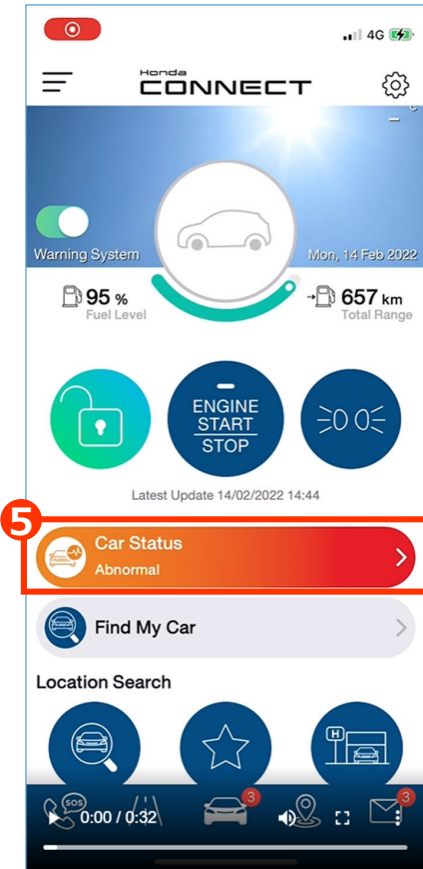 4G
Honda
CONNECT
Warning System
Mon, 14 Feb 2022
95 %
Fuel Level
657 km
Total Range
ENGINE
START
STOP
Latest Update 14/02/2022 14:44
5
Car Status
Abnormal
Find My Car
Location Search
H
SOS
3
3
0:00 / 0:32